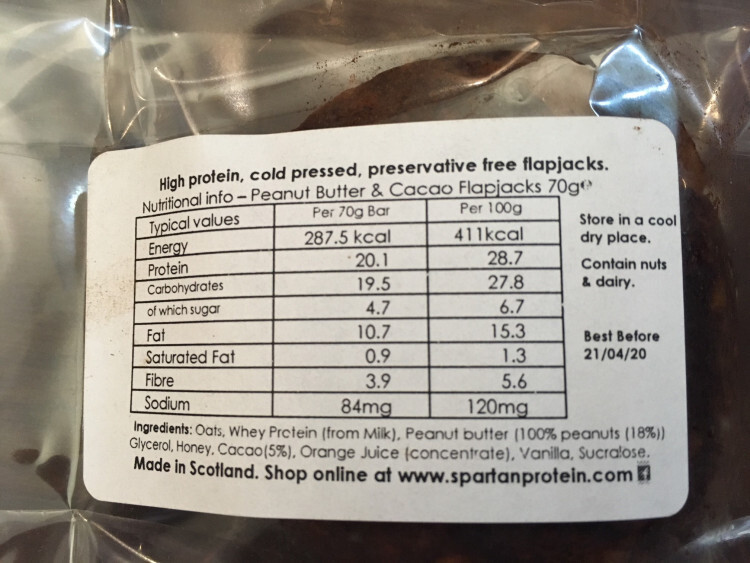 High protein, cold pressed, preservative free flapjacks.
Nutritional info – Peanut Butter & Cacao Flapjacks 70g℮
Typical values Per 70g Bar Per 100g
Energy 287.5 kcal 411kcal
Protein 20.1 28.7
Carbohydrates 19.5 27.8
of which sugar 4.7 6.7
Fat 10.7 15.3
Saturated Fat 0.9 1.3
Fibre 3.9 5.6
Sodium 84mg 120mg
Store in a cool
dry place.
Contain nuts
& dairy.
Best Before
21/04/20
Ingredients: Oats, Whey Protein (from Milk), Peanut butter (100% peanuts (18%))
Glycerol, Honey, Cacao(5%), Orange Juice (concentrate), Vanilla, Sucralose.
Made in Scotland. Shop online at www.spartanprotein.com f